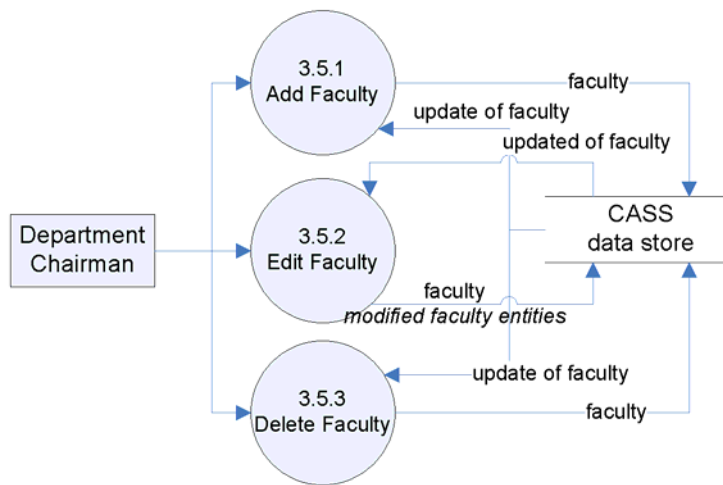 3.5.1
Add Faculty
faculty
update of faculty
updated of faculty
Department
Chairman
3.5.2
Edit Faculty
CASS
data store
faculty
modified faculty entities
update of faculty
3.5.3
Delete Faculty
faculty